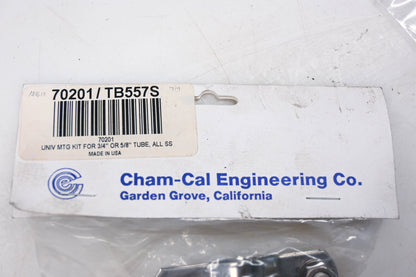 70201/TB557S
70201
UNIV MTG KIT FOR 3/4" OR 5/8" TUBE, ALL SS
MADE IN USA
Cham-Cal Engineering Co.
Garden Grove, California